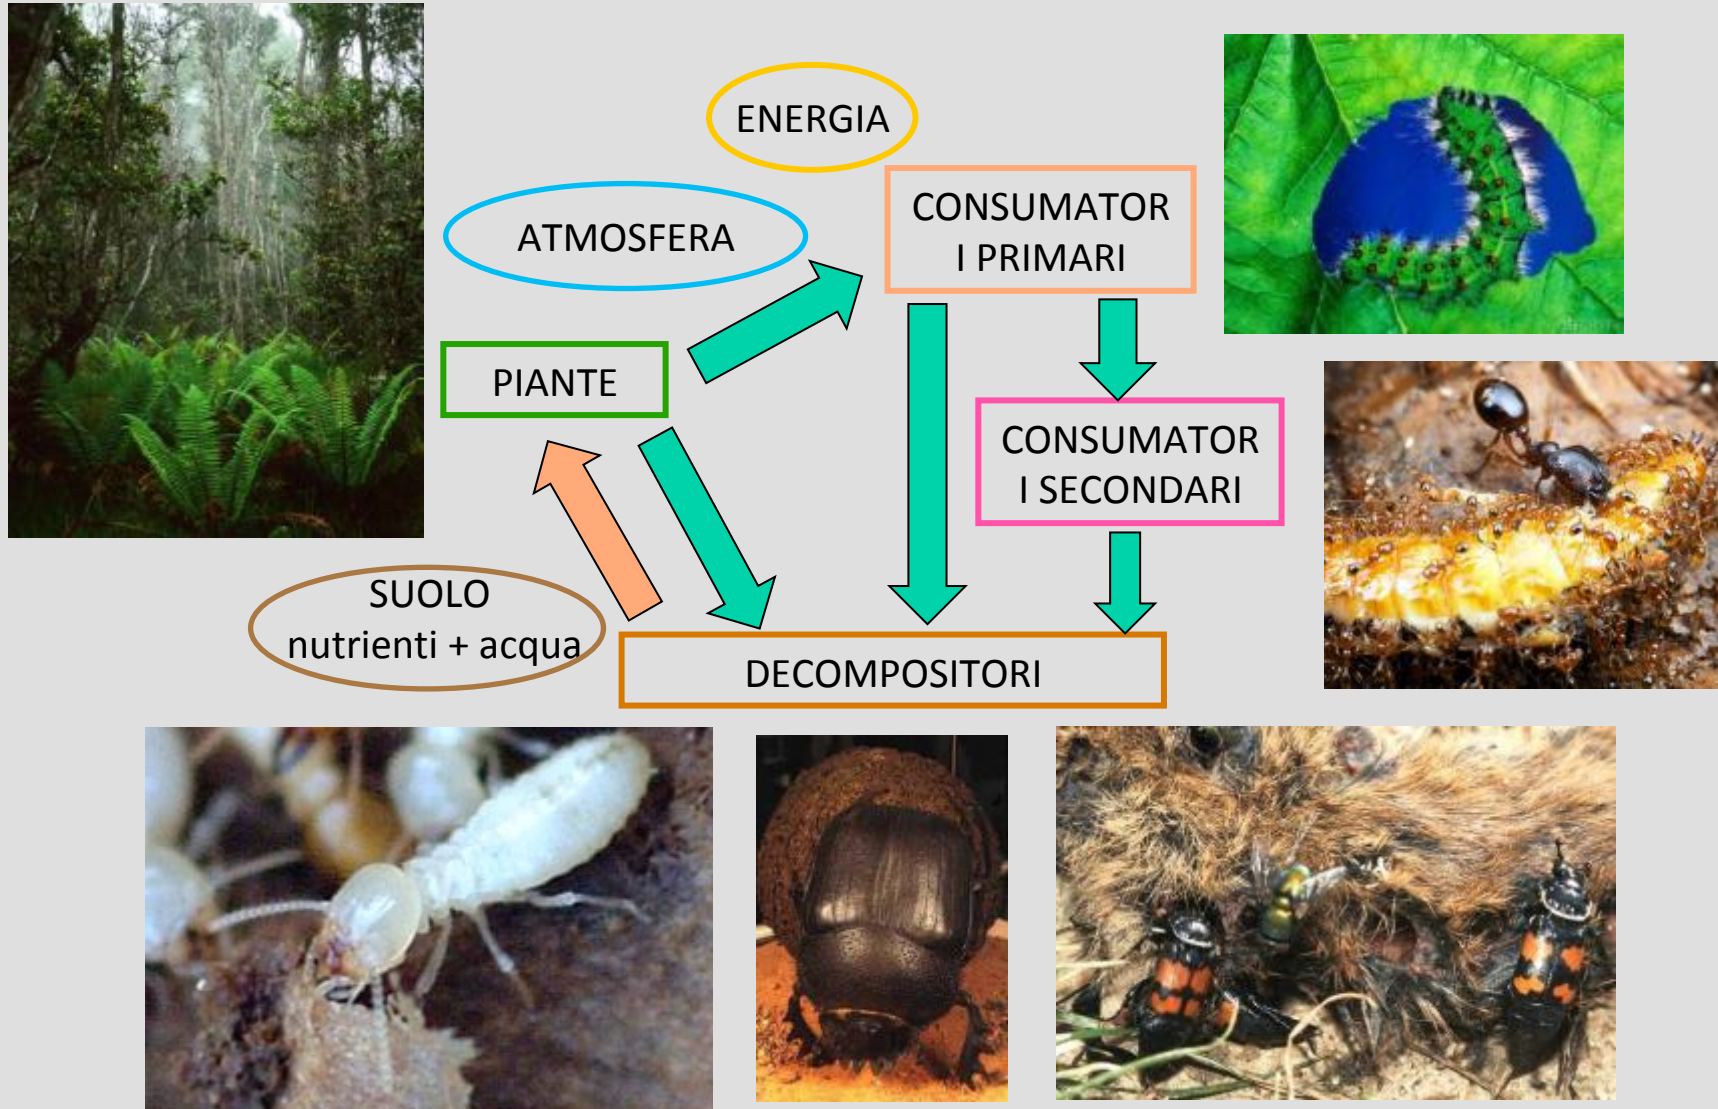 ENERGIA
ATMOSFERA
CONSUMATOR
I PRIMARI
PIANTE
CONSUMATOR
I SECONDARI
SUOLO
nutrienti + acqua
DECOMPOSITORI